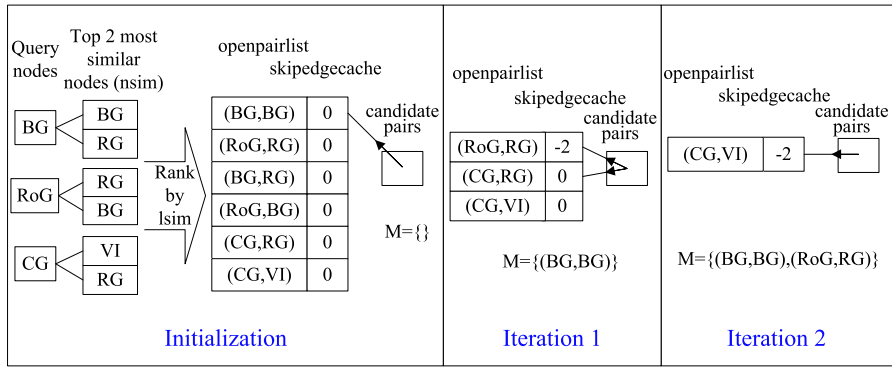 Query
nodes
Top 2 most
similar
nodes (nsim)
BG
BG
RG
RoG
RG
BG
CG
VI
RG
Rank
by
lsim
openpairlist
skipedgecache
(BG,BG) 0
(RoG,RG) 0
(BG,RG) 0
(RoG,BG) 0
(CG,RG) 0
(CG,VI) 0
candidate
pairs
M={}
Initialization
openpairlist
skipedgecache
candidate
pairs
(RoG,RG) -2
(CG,RG) 0
(CG,VI) 0
M={(BG,BG)}
Iteration 1
openpairlist
skipedgecache
candidate
pairs
(CG,VI) -2
M={(BG,BG),(RoG,RG)}
Iteration 2